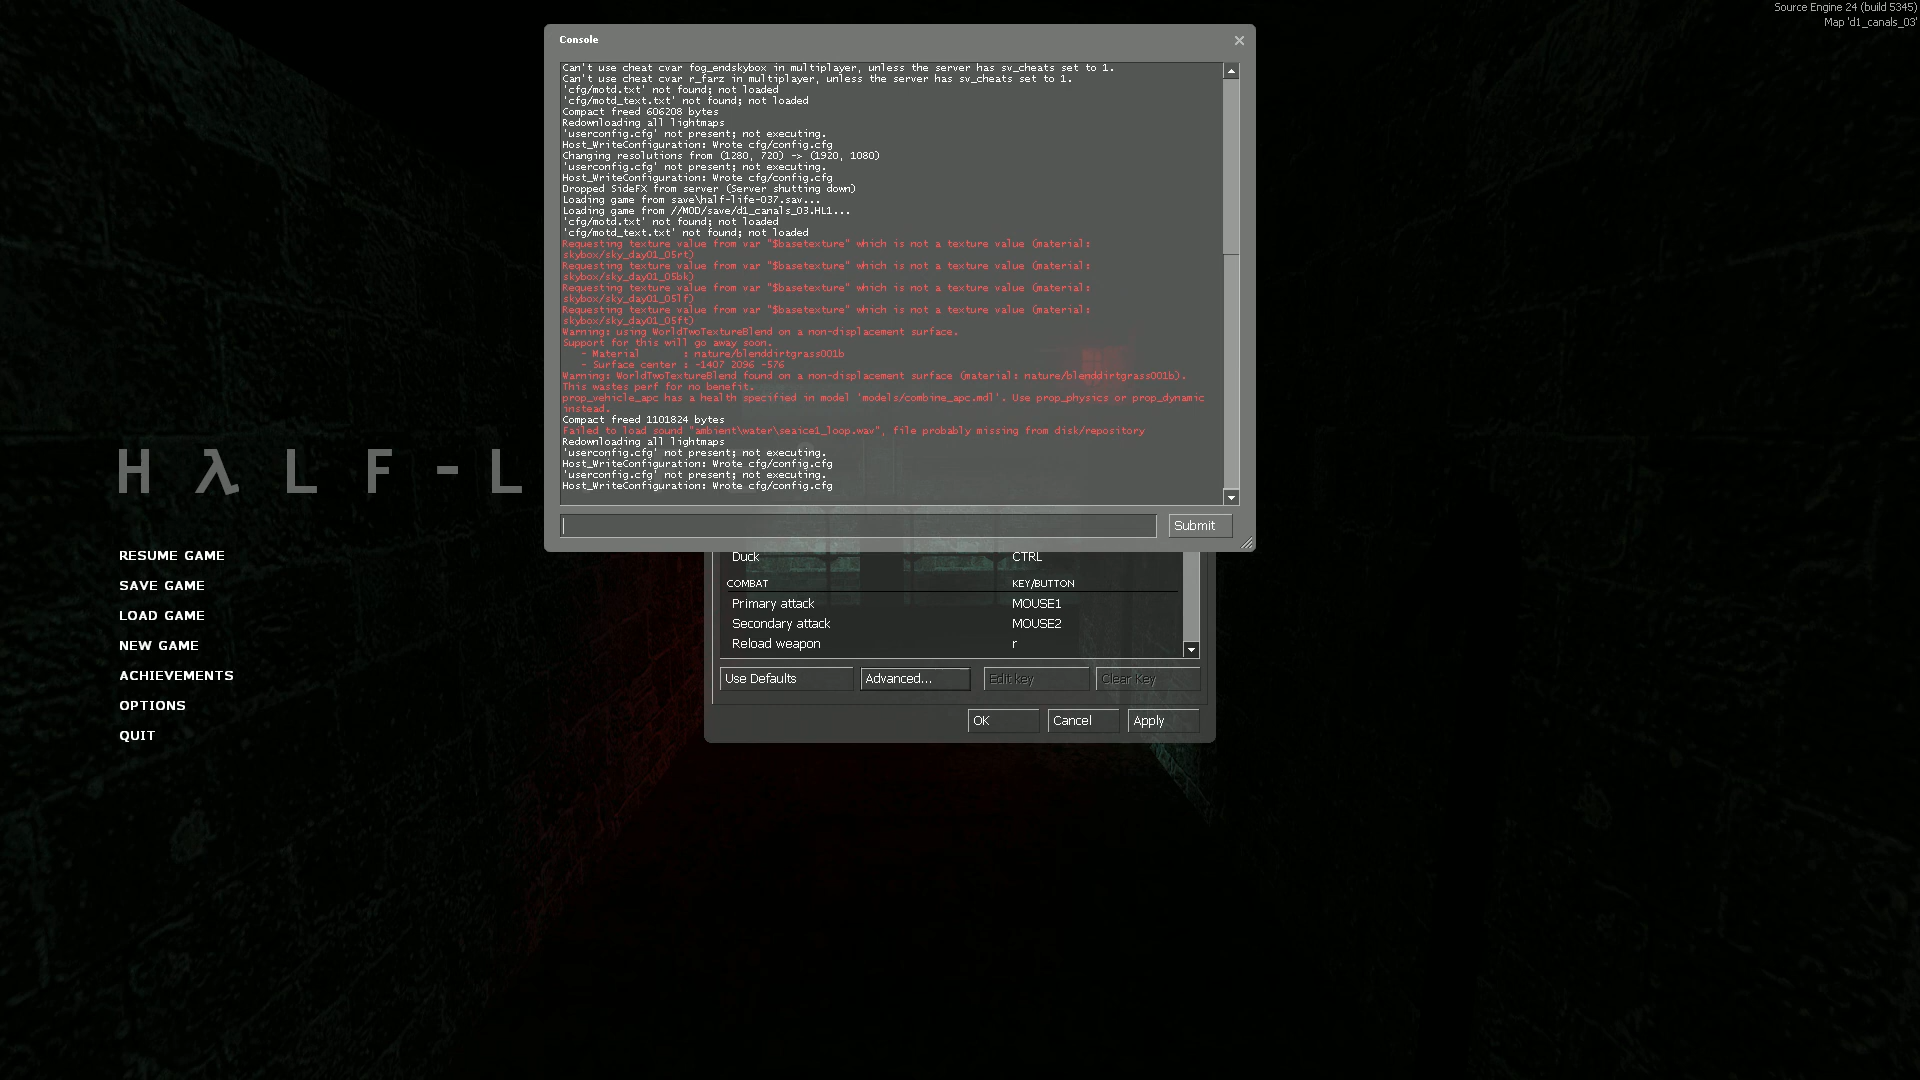 Source Engine 24 (build 5345)
Map 'd1_canals_03'
Console
Can't use cheat cvar fog_endskybox in multiplayer, unless the server has sv_cheats set to 1.
Can't use cheat cvar r_farz in multiplayer, unless the server has sv_cheats set to 1.
'cfg/motd.txt' not found; not loaded
'cfg/motd_text.txt' not found; not loaded
Compact freed 606208 bytes
Redownloading all lightmaps
'userconfig.cfg' not present; not executing.
Host_WriteConfiguration: Wrote cfg/config.cfg
Changing resolutions from (1280, 720) -> (1920, 1080)
'userconfig.cfg' not present; not executing.
Host_WriteConfiguration: Wrote cfg/config.cfg
Dropped SideFX from server (Server shutting down)
Loading game from save\half-life-037.sav...
Loading game from //MOD/save/d1_canals_03.HL1...
'cfg/motd.txt' not found; not loaded
'cfg/motd_text.txt' not found; not loaded
Requesting texture value from var "$basetexture" which is not a texture value (material:
skybox/sky_day01_05rt)
Requesting texture value from var "$basetexture" which is not a texture value (material:
skybox/sky_day01_05bk)
Requesting texture value from var "$basetexture" which is not a texture value (material:
skybox/sky_day01_05lf)
Requesting texture value from var "$basetexture" which is not a texture value (material:
skybox/sky_day01_05ft)
Warning: using WorldTwoTextureBlend on a non-displacement surface.
Support for this will go away soon.
- Material : nature/blenddirtgrass001b
- Surface center : -1407 2096 -576
Warning: WorldTwoTextureBlend found on a non-displacement surface (material: nature/blenddirtgrass001b).
This wastes perf for no benefit.
prop_vehicle_apc has a health specified in model 'models/combine_apc.mdl'. Use prop_physics or prop_dynamic
instead.
Compact freed 1101824 bytes
Failed to load sound "ambient\water\seaice1_loop.wav", file probably missing from disk/repository
Redownloading all lightmaps
'userconfig.cfg' not present; not executing.
Host_WriteConfiguration: Wrote cfg/config.cfg
'userconfig.cfg' not present; not executing.
Host_WriteConfiguration: Wrote cfg/config.cfg
Submit
HλLF-L
RESUME GAME
SAVE GAME
LOAD GAME
NEW GAME
ACHIEVEMENTS
OPTIONS
QUIT
Duck CTRL
COMBAT KEY/BUTTON
Primary attack MOUSE1
Secondary attack MOUSE2
Reload weapon r
Use Defaults Advanced... Edit key Clear Key
OK Cancel Apply